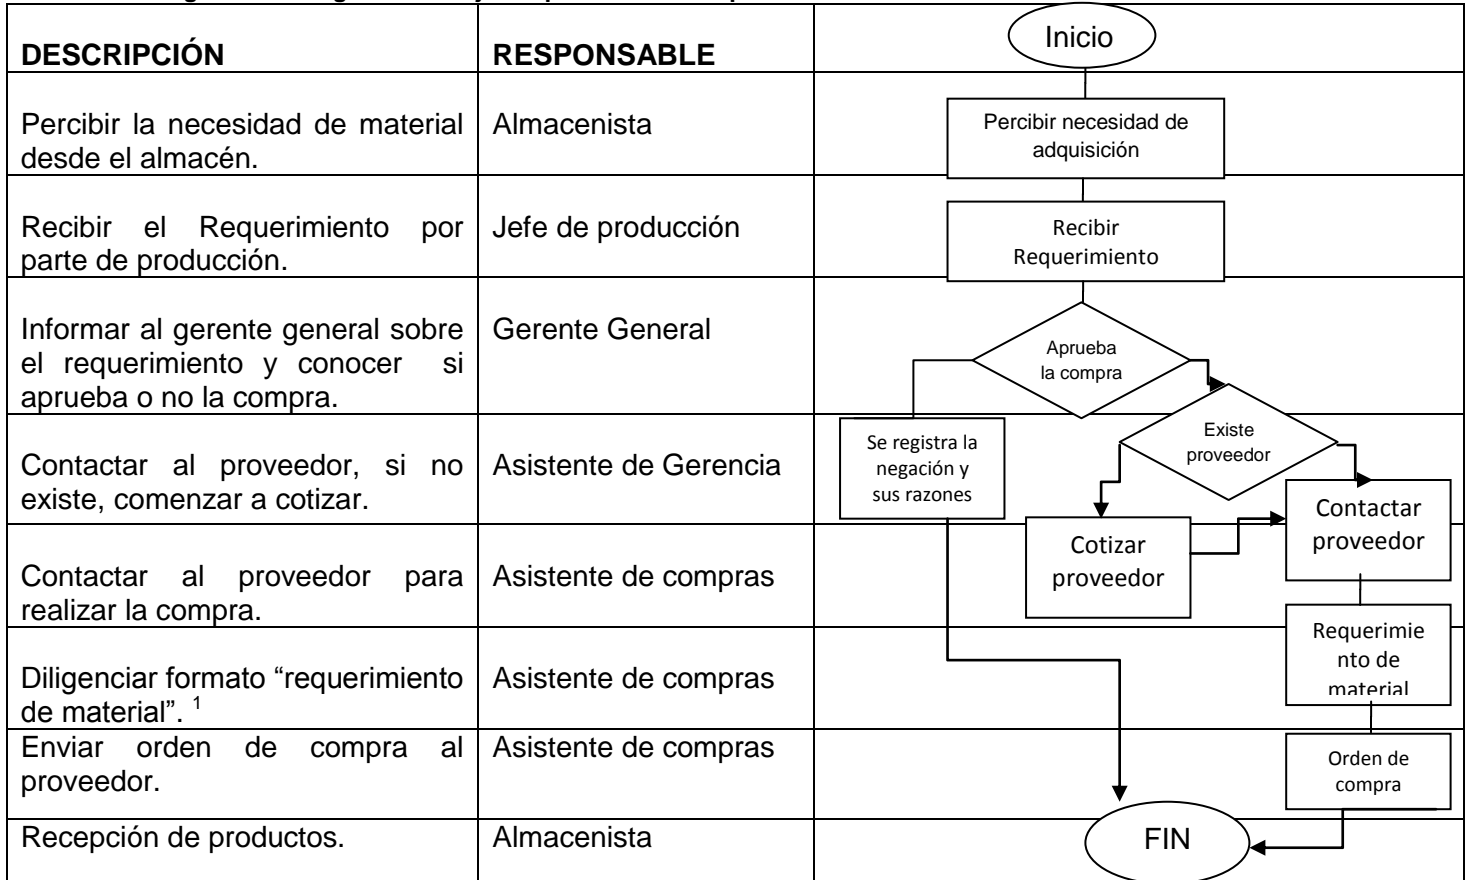 DESCRIPCIÓN
RESPONSABLE
Inicio
Percibir la necesidad de material
desde el almacén.
Almacenista
Percibir necesidad de
adquisición
Recibir el Requerimiento por
parte de producción.
Jefe de producción
Recibir
Requerimiento
Informar al gerente general sobre
el requerimiento y conocer si
aprueba o no la compra.
Gerente General
Aprueba
la compra
Contactar al proveedor, si no
existe, comenzar a cotizar.
Asistente de Gerencia
Se registra la
negación y
sus razones
Existe
proveedor
Contactar
proveedor
Cotizar
proveedor
Contactar al proveedor para
realizar la compra.
Asistente de compras
Diligenciar formato “requerimiento
de material”. 1
Asistente de compras
Requerimie
nto de
material
Enviar orden de compra al
proveedor.
Asistente de compras
Orden de
compra
Recepción de productos.
Almacenista
FIN